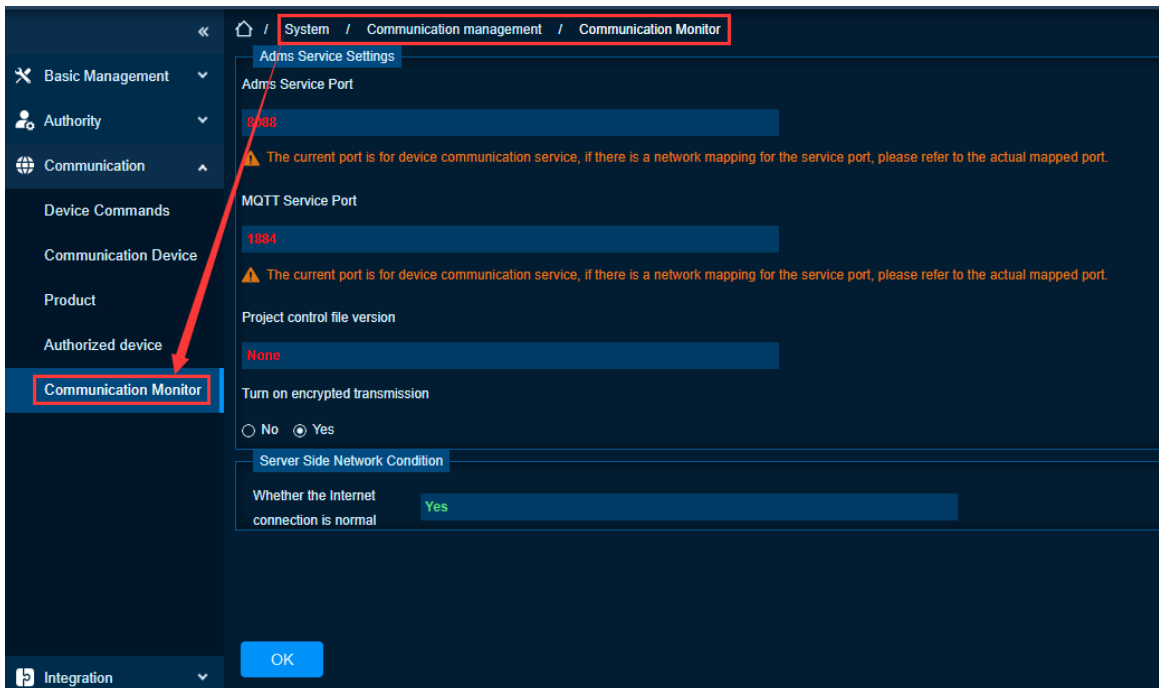 «
/ System / Communication management / Communication Monitor
Adms Service Settings
Basic Management
Adms Service Port
Authority
8088
Communication
The current port is for device communication service, if there is a network mapping for the service port, please refer to the actual mapped port.
Device Commands
MQTT Service Port
1884
Communication Device
The current port is for device communication service, if there is a network mapping for the service port, please refer to the actual mapped port.
Product
Project control file version
Authorized device
None
Communication Monitor
Turn on encrypted transmission
No Yes
Server Side Network Condition
Whether the Internet
connection is normal
Yes
OK
Integration